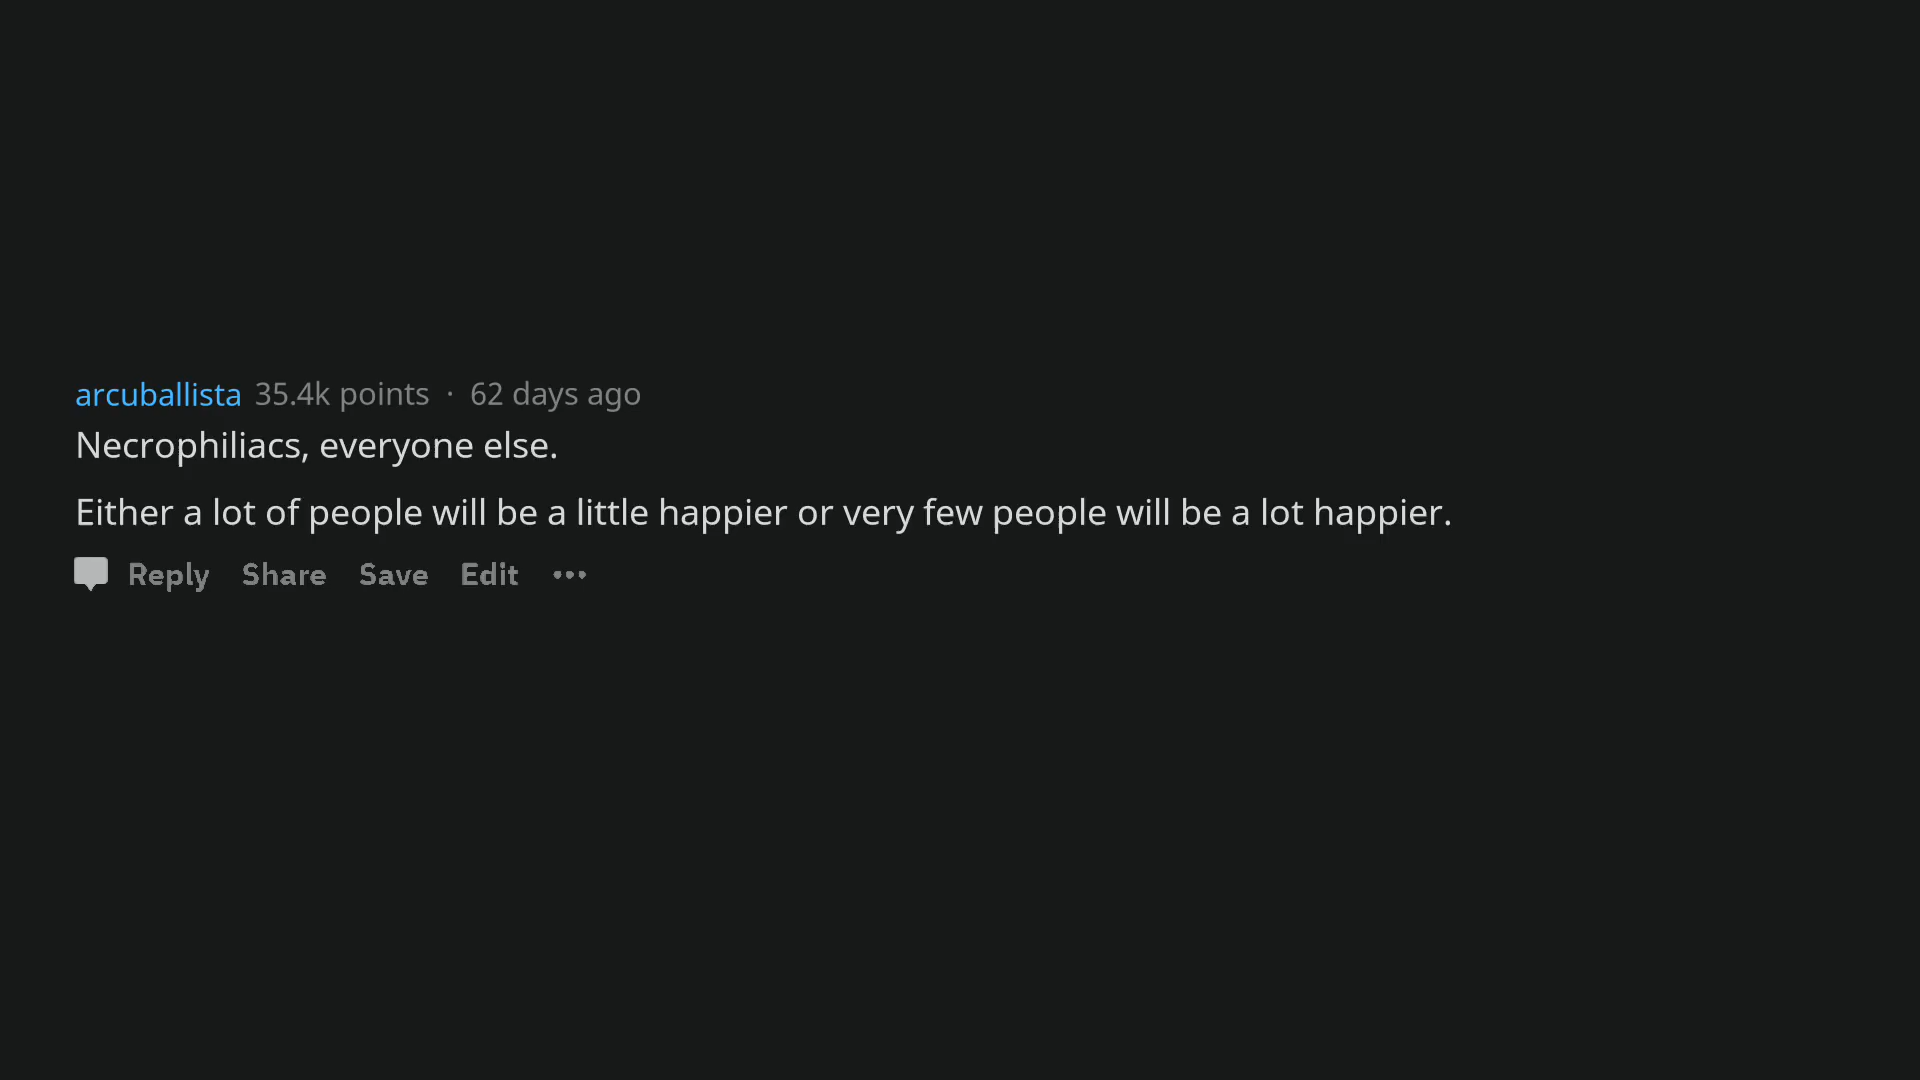 arcuballista 35.4k points · 62 days ago
Necrophiliacs, everyone else.
Either a lot of people will be a little happier or very few people will be a lot happier.
Reply Share Save Edit •••